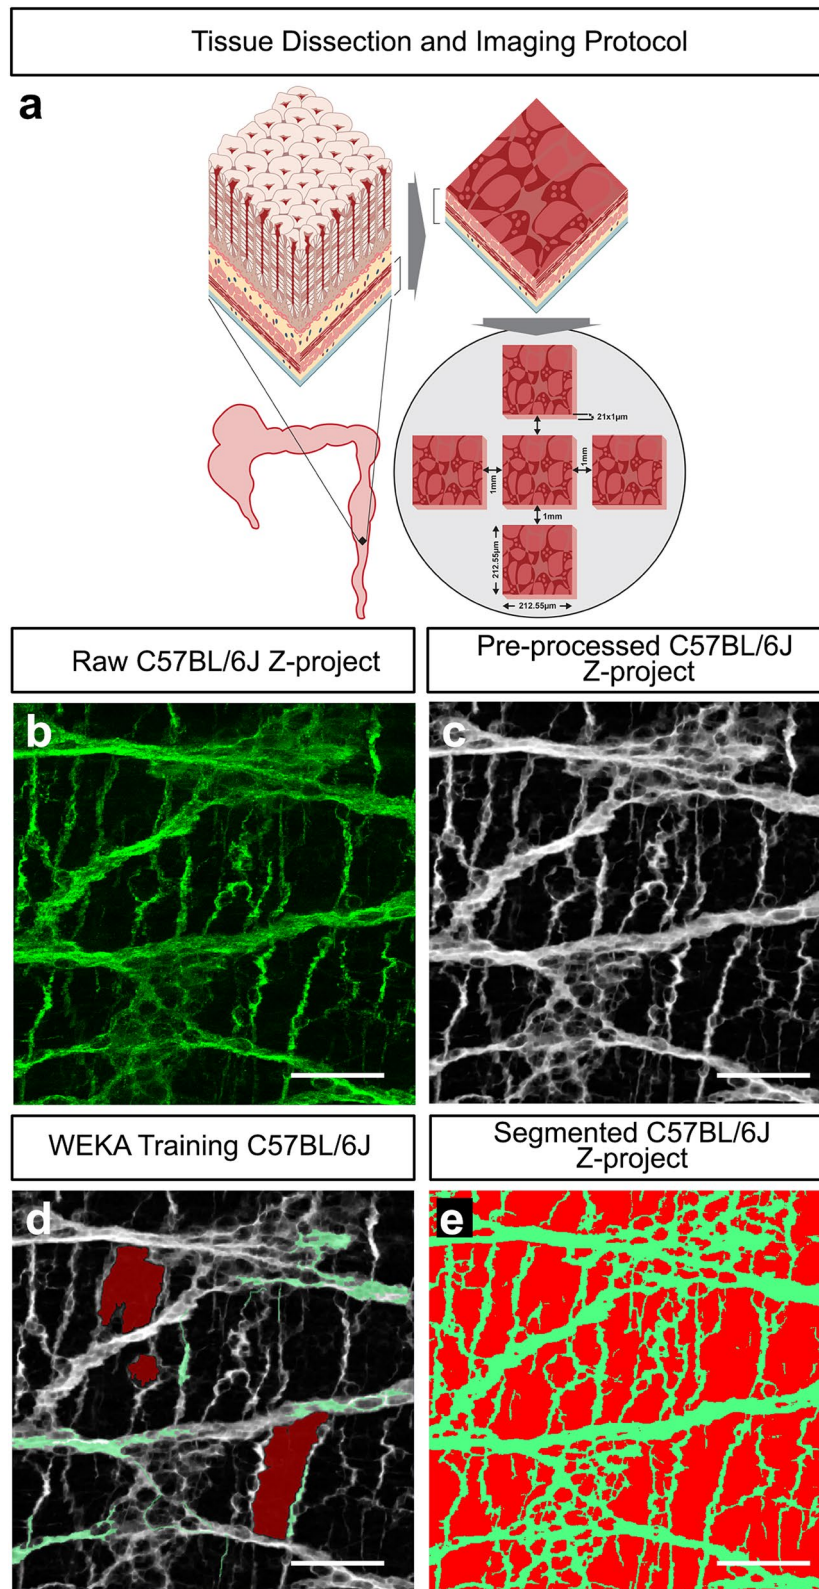 Tissue Dissection and Imaging Protocol
a
21x1µm
1mm
1mm
1mm
212.55µm
212.55µm
Raw C57BL/6J Z-project
Pre-processed C57BL/6J
Z-project
b
c
WEKA Training C57BL/6J
Segmented C57BL/6J
Z-project
d
e